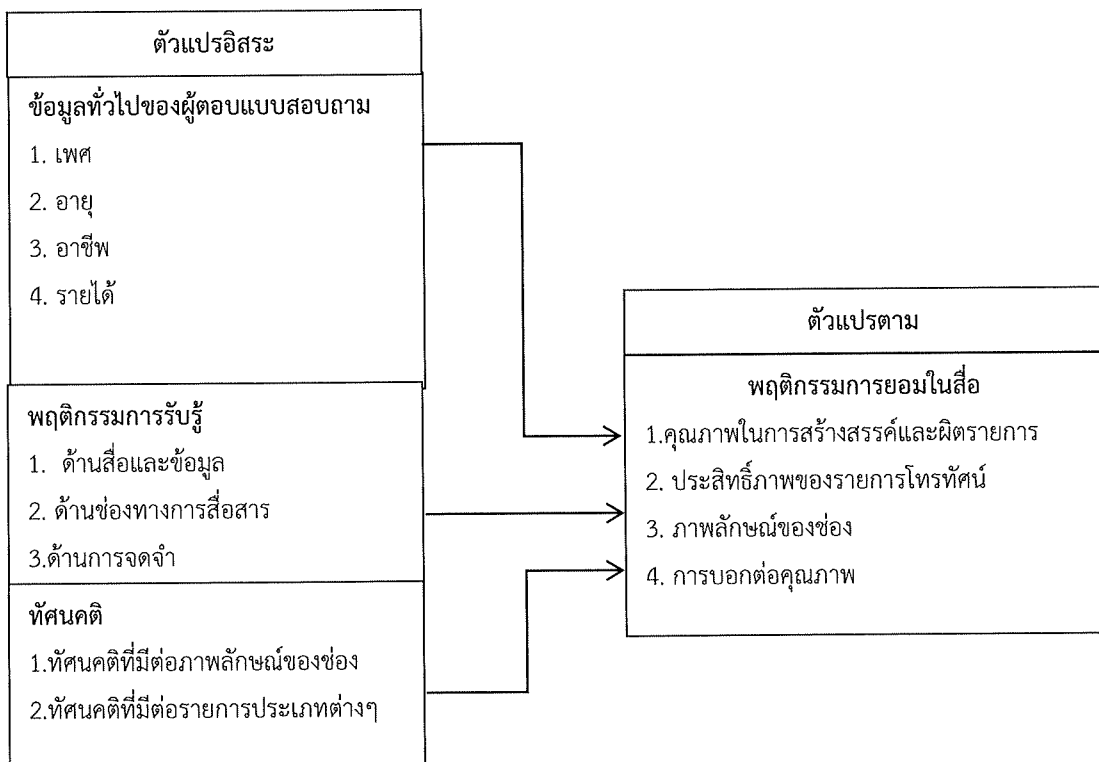 ตัวแปรอิสระ
ข้อมูลทั่วไปของผู้ตอบแบบสอบถาม
1. เพศ
2. อายุ
3. อาชีพ
4. รายได้
พฤติกรรมการรับรู้
1. ด้านสื่อและข้อมูล
2. ด้านช่องทางการสื่อสาร
3.ด้านการจดจำ
ทัศนคติ
1.ทัศนคติที่มีต่อภาพลักษณ์ของช่อง
2.ทัศนคติที่มีต่อรายการประเภทต่างๆ
ตัวแปรตาม
พฤติกรรมการยอมในสื่อ
1.คุณภาพในการสร้างสรรค์และผิตรายการ
2. ประสิทธิ์ภาพของรายการโทรทัศน์
3. ภาพลักษณ์ของช่อง
4. การบอกต่อคุณภาพ